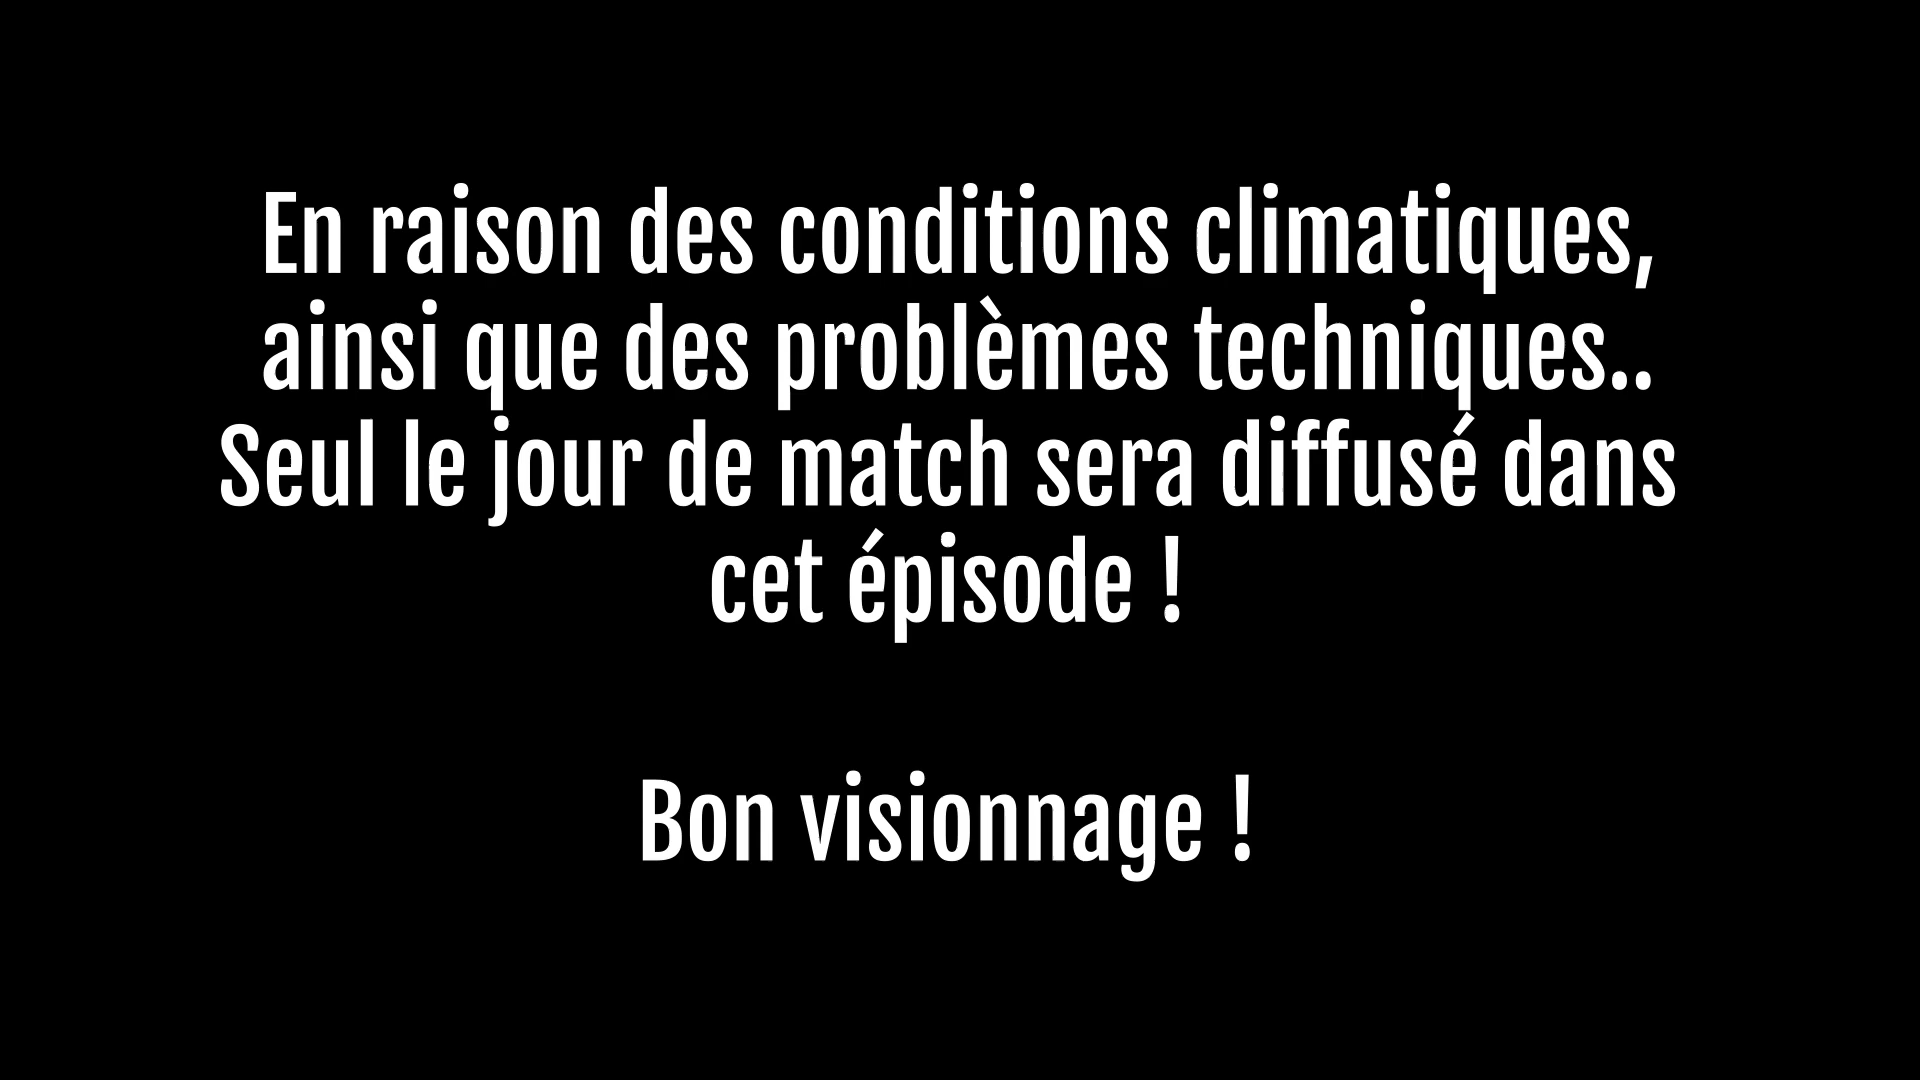 En raison des conditions climatiques,
ainsi que des problèmes techniques..
Seul le jour de match sera diffusé dans
cet épisode !
Bon visionnage !